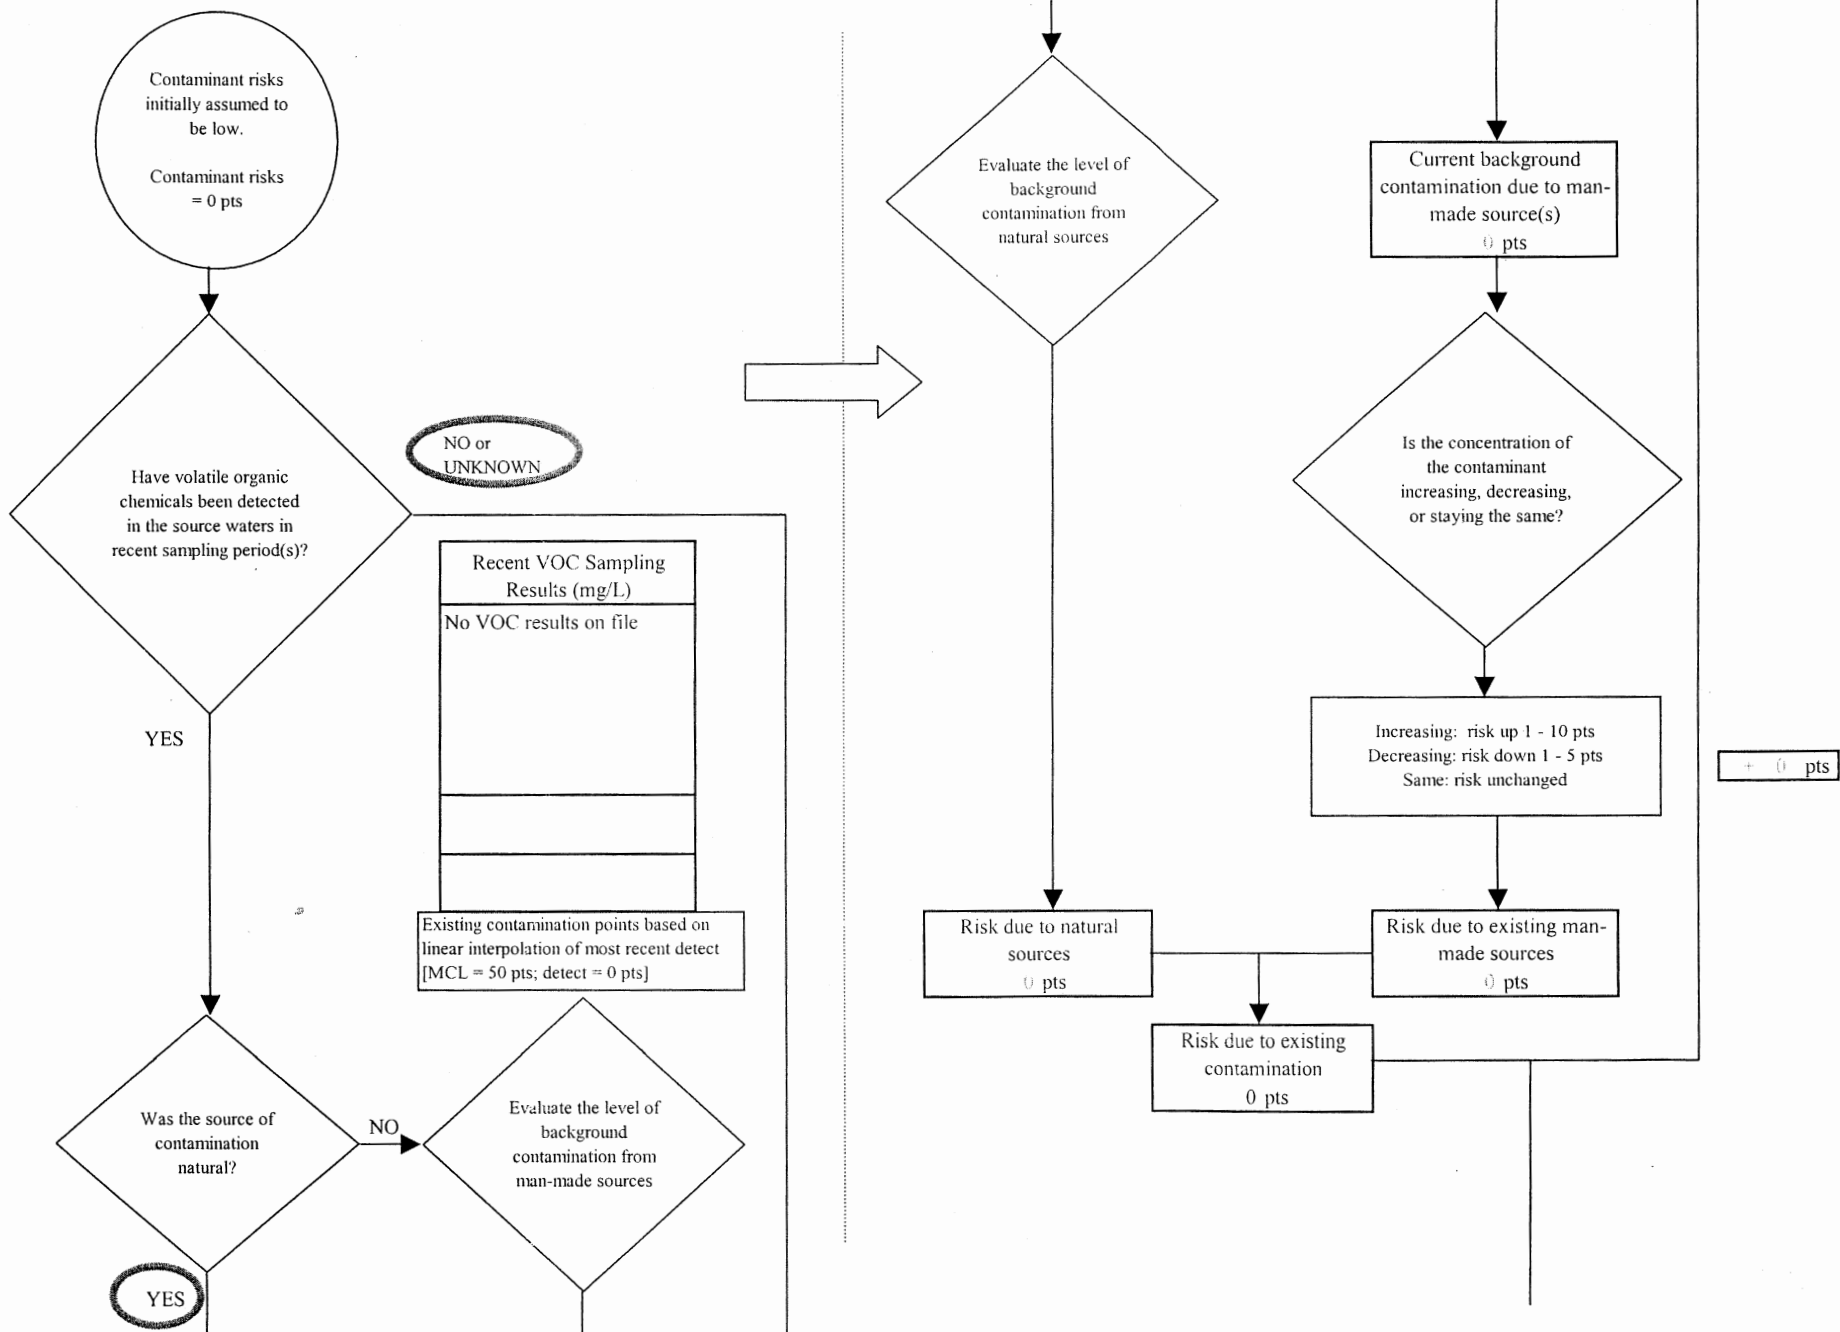 Contaminant risks
initially assumed to
be low.
Contaminant risks
= 0 pts
Have volatile organic
chemicals been detected
in the source waters in
recent sampling period(s)?
NO or
UNKNOWN
YES
Recent VOC Sampling
Results (mg/L)
No VOC results on file
Existing contamination points based on
linear interpolation of most recent detect
[MCL = 50 pts; detect = 0 pts]
Was the source of
contamination
natural?
NO
YES
Evaluate the level of
background
contamination from
man-made sources
Evaluate the level of
background
contamination from
natural sources
Current background
contamination due to man-
made source(s)
0 pts
Is the concentration of
the contaminant
increasing, decreasing,
or staying the same?
Increasing: risk up 1 - 10 pts
Decreasing: risk down 1 - 5 pts
Same: risk unchanged
+ 0 pts
Risk due to natural
sources
0 pts
Risk due to existing man-
made sources
0 pts
Risk due to existing
contamination
0 pts